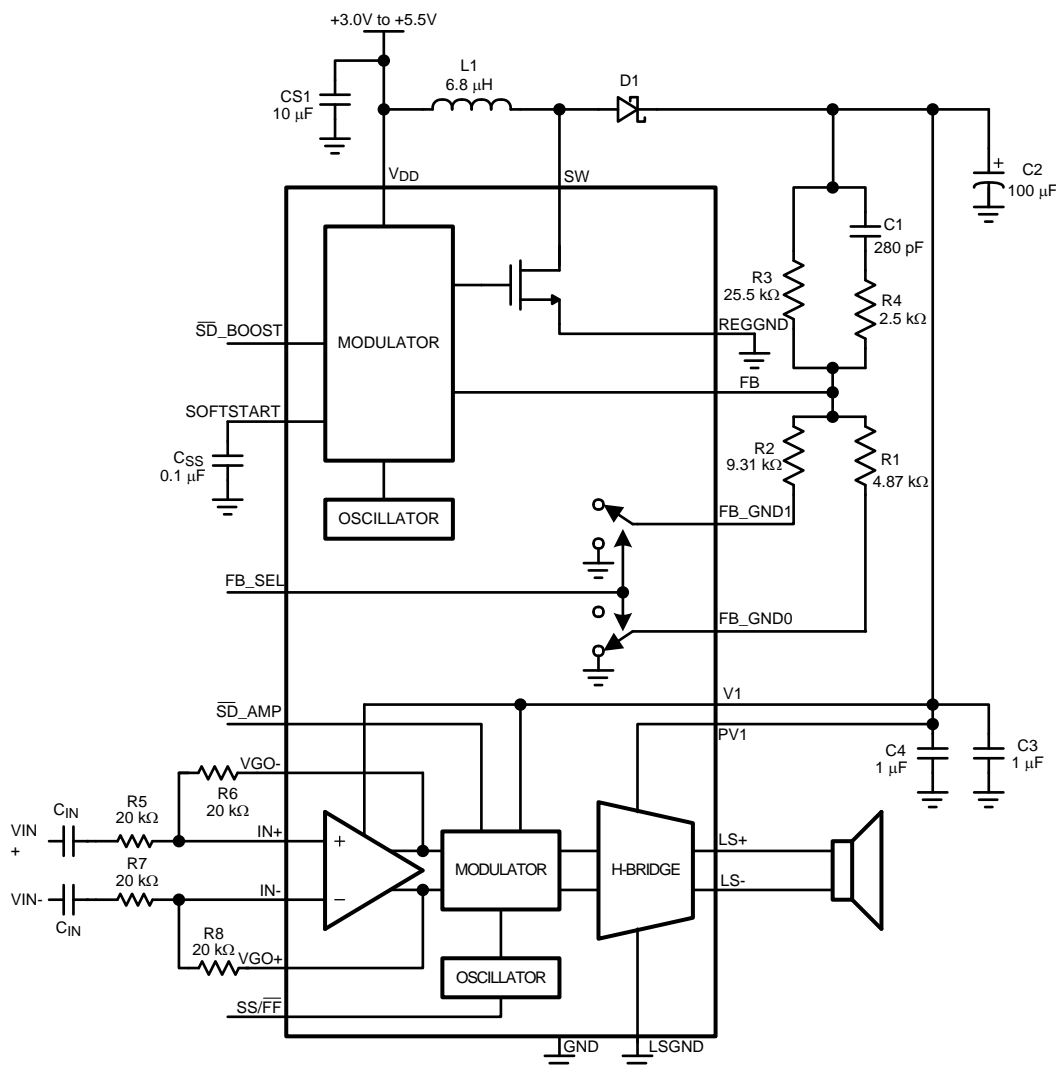 +3.0V to +5.5V
L1
6.8 μH
D1
CS1
10 μF
VDD
SW
C2
100 μF
+
C1
280 pF
R3
25.5 kΩ
R4
2.5 kΩ
REGGND
SD_BOOST
MODULATOR
FB
SOFTSTART
CSS
0.1 μF
R2
9.31 kΩ
R1
4.87 kΩ
OSCILLATOR
FB_GND1
FB_SEL
FB_GND0
V1
SD_AMP
PV1
C4
1 μF
C3
1 μF
VGO-
R6
20 kΩ
CIN
R5
20 kΩ
VIN
+
IN+
+
LS+
R7
20 kΩ
MODULATOR
H-BRIDGE
VIN-
IN-
−
LS-
CIN
R8
20 kΩ
VGO+
OSCILLATOR
SS/FF
GND
LSGND